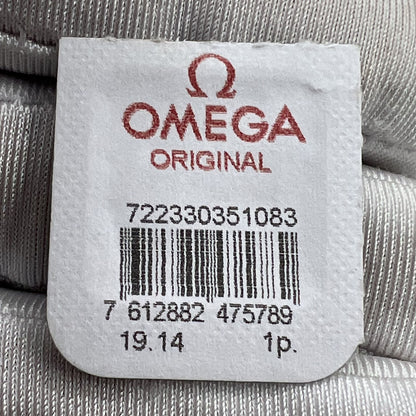 Ω
OMEGA
ORIGINAL
722330351083
7 612882 475789
19.14 1p.